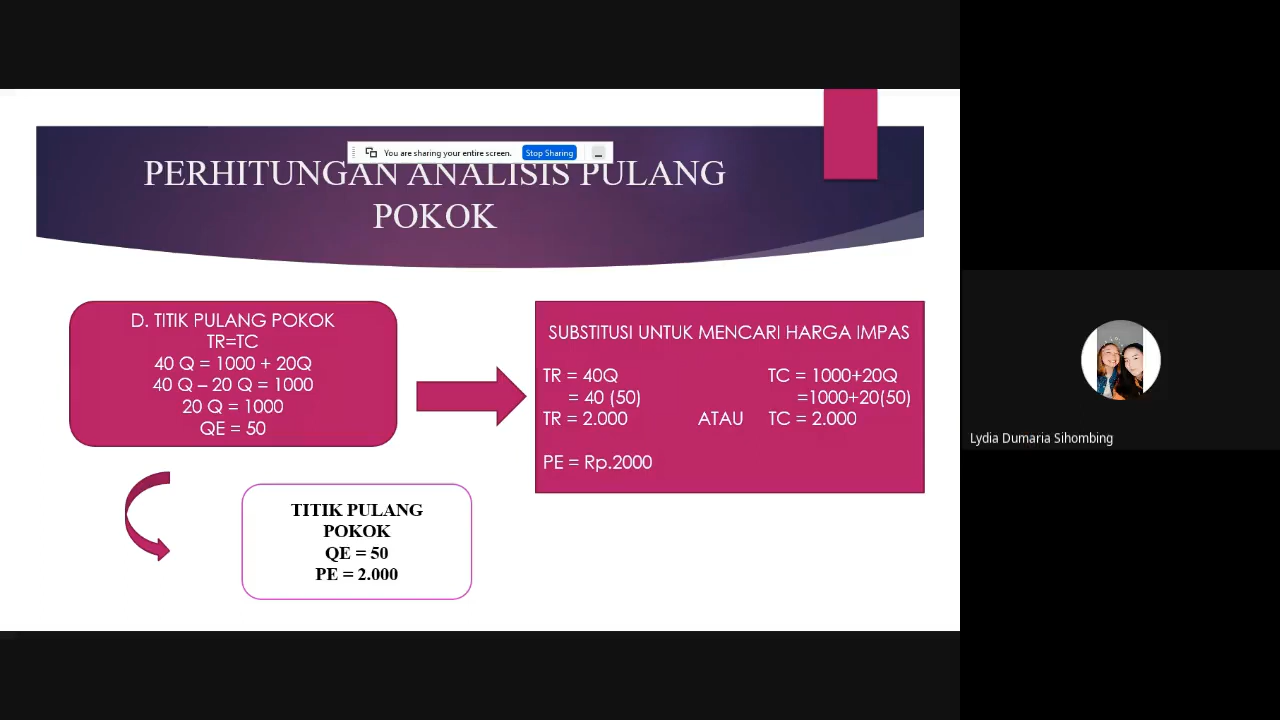 You are sharing your entire screen. Stop Sharing
PERHITUNGAN ANALISIS PULANG
POKOK
D. TITIK PULANG POKOK
TR=TC
40 Q = 1000 + 20Q
40 Q – 20 Q = 1000
20 Q = 1000
QE = 50
SUBSTITUSI UNTUK MENCARI HARGA IMPAS
TR = 40Q TC = 1000+20Q
= 40 (50) =1000+20(50)
TR = 2.000 ATAU TC = 2.000
PE = Rp.2000
TITIK PULANG
POKOK
QE = 50
PE = 2.000
Lydia Dumaria Sihombing